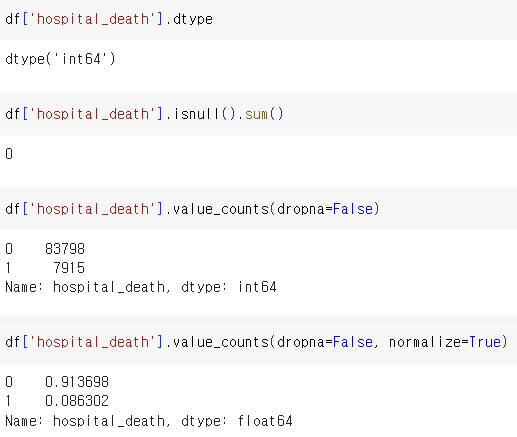 df['hospital_death'].dtype
dtype('int64')
df['hospital_death'].isnull().sum()
0
df['hospital_death'].value_counts(dropna=False)
0    83798
1     7915
Name: hospital_death, dtype: int64
df['hospital_death'].value_counts(dropna=False, normalize=True)
0    0.913698
1    0.086302
Name: hospital_death, dtype: float64